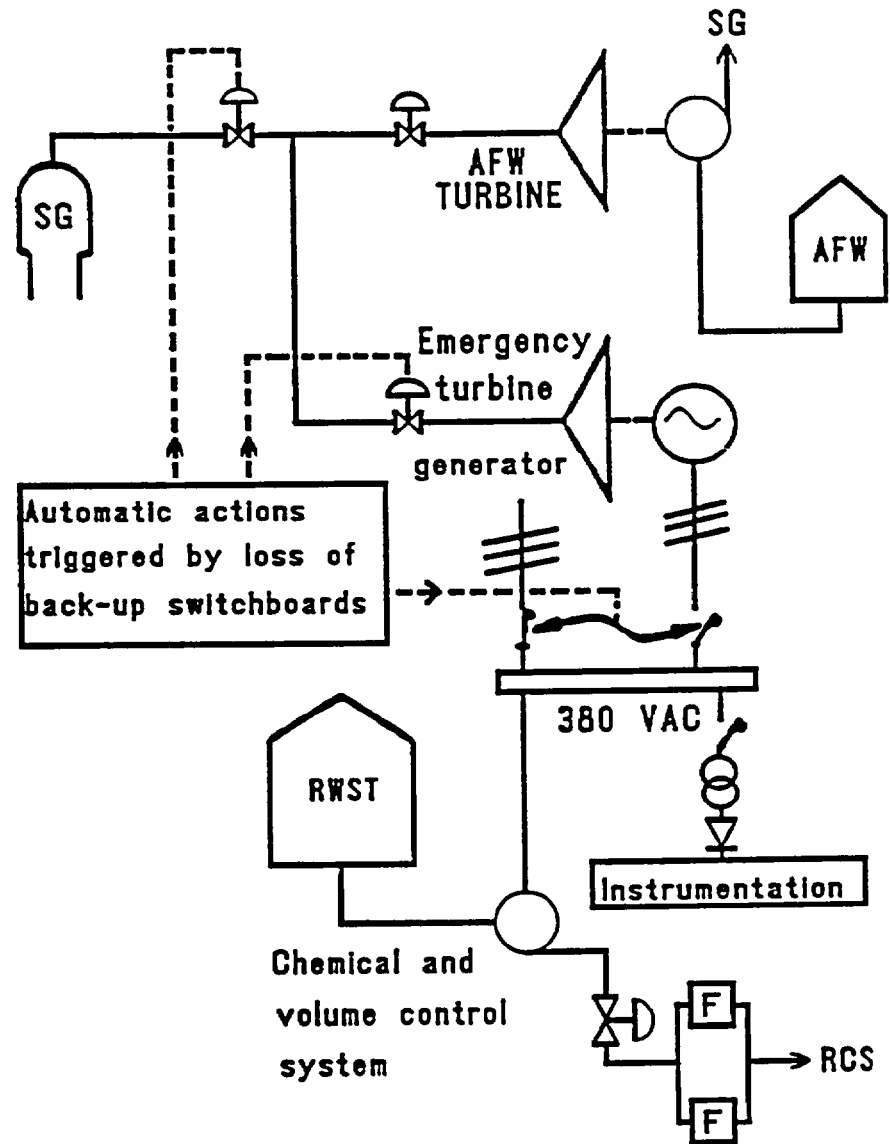 SG
SG
AFW
TURBINE
AFW
Emergency
turbine
generator
Automatic actions
triggered by loss of
back-up switchboards
380 VAC
RWST
Instrumentation
Chemical and
volume control
system
F
RCS
F